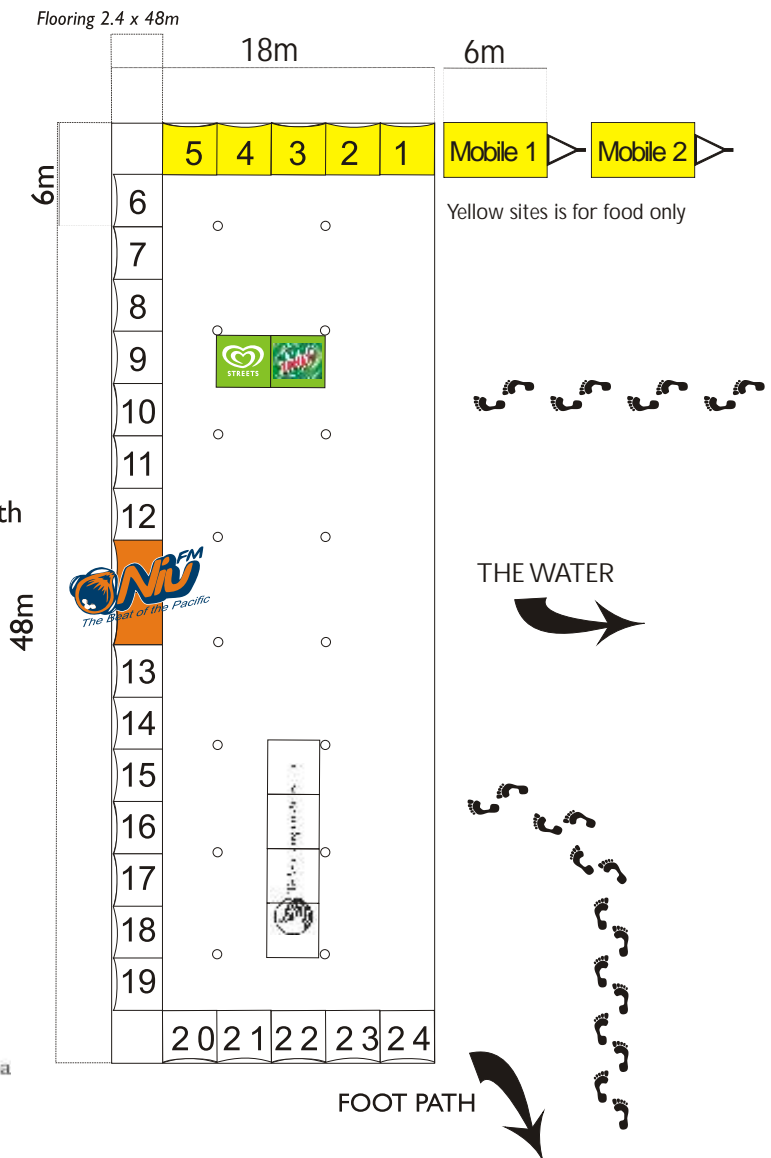 Flooring 2.4 x 48m
18m
6m
5 4 3 2 1
Mobile 1
Mobile 2
6m
Yellow sites is for food only
6
7
8
9
STREETS
10
11
12
th
Niu FM
The Beat of the Pacific
THE WATER
48m
13
14
15
16
17
18
19
20 21 22 23 24
a
FOOT PATH